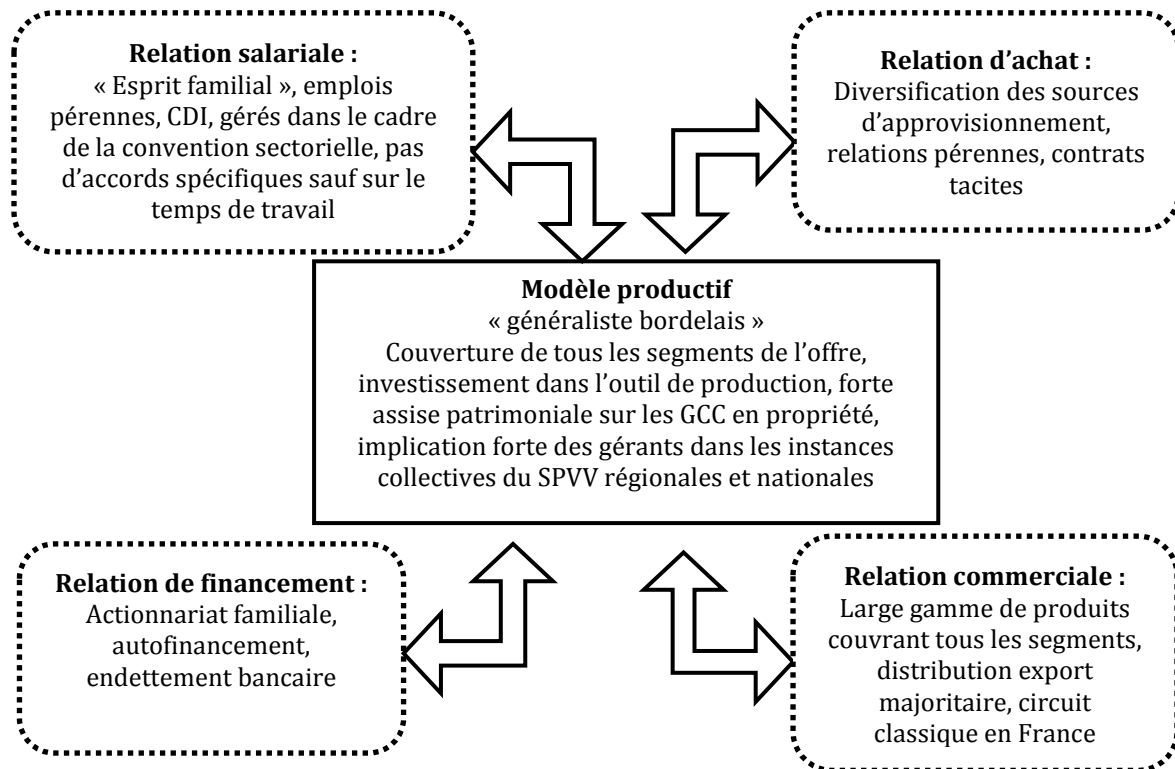 Relation salariale :
« Esprit familial », emplois
pérennes, CDI, gérés dans le cadre
de la convention sectorielle, pas
d’accords spécifiques sauf sur le
temps de travail
Relation d’achat :
Diversification des sources
d’approvisionnement,
relations pérennes, contrats
tacites
Modèle productif
« généraliste bordelais »
Couverture de tous les segments de l’offre,
investissement dans l’outil de production, forte
assise patrimoniale sur les GCC en propriété,
implication forte des gérants dans les instances
collectives du SPVV régionales et nationales
Relation de financement :
Actionnariat familiale,
autofinancement,
endettement bancaire
Relation commerciale :
Large gamme de produits
couvrant tous les segments,
distribution export
majoritaire, circuit
classique en France